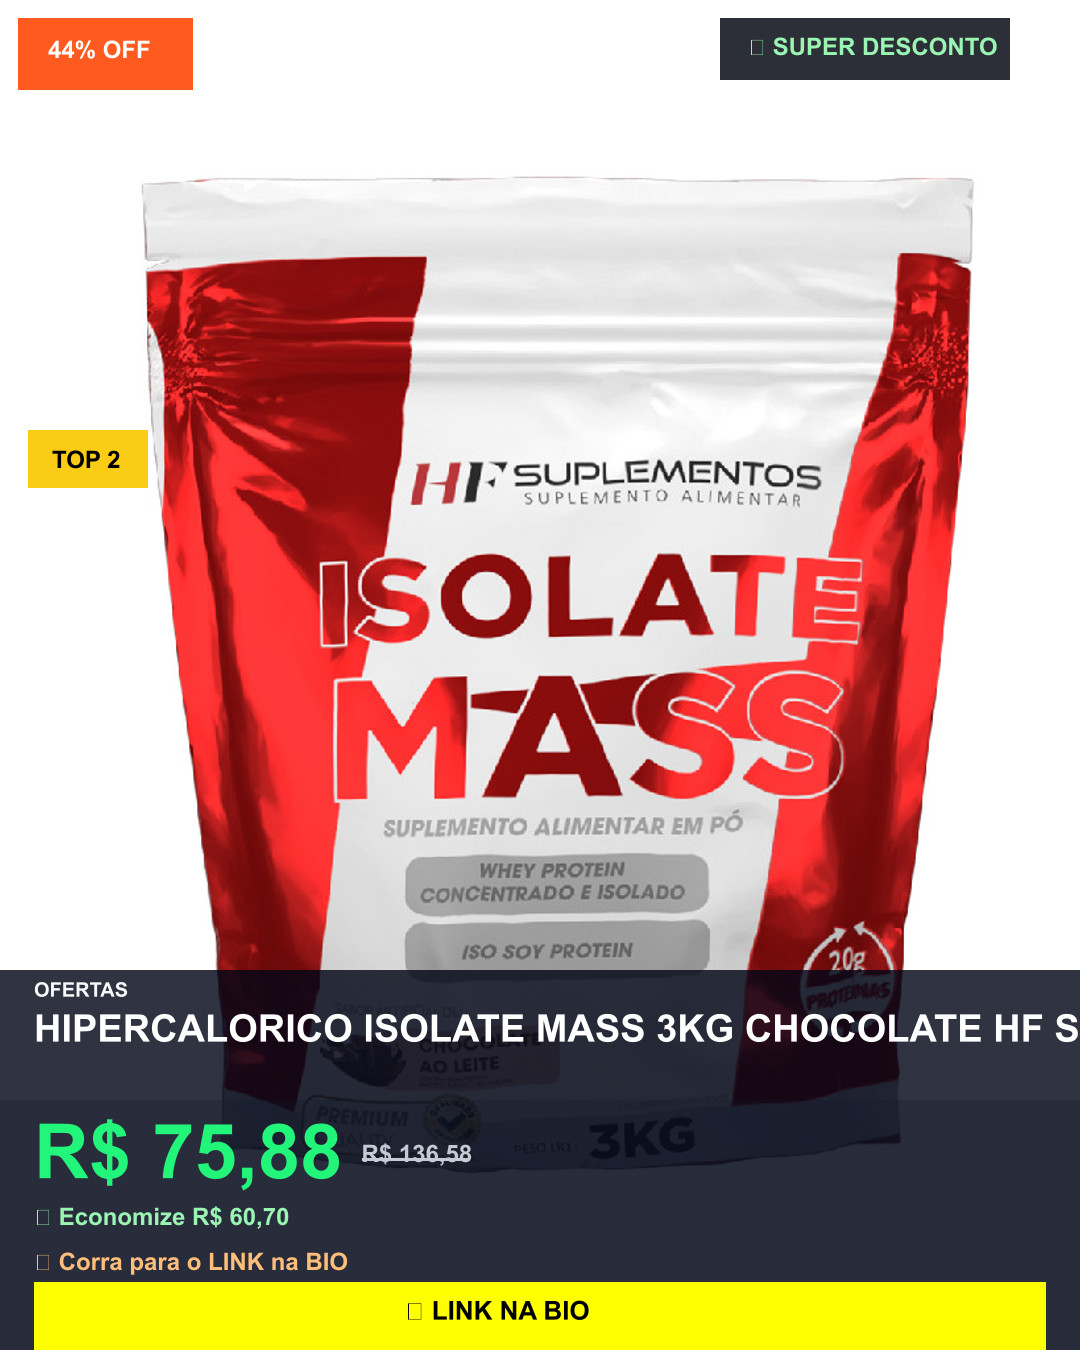 44% OFF
SUPER DESCONTO
TOP 2
HF SUPLEMENTOS
SUPLEMENTO ALIMENTAR
ISOLATE
MASS
SUPLEMENTO ALIMENTAR EM PÓ
WHEY PROTEIN
CONCENTRADO E ISOLADO
ISO SOY PROTEIN
20g
PROTEÍNAS
OFERTAS
HIPERCALORICO ISOLATE MASS 3KG CHOCOLATE HF S
CHOCOLATE
AO LEITE
PREMIUM
QUALITY
3KG
R$ 75,88 R$ 136,58
Economize R$ 60,70
Corra para o LINK na BIO
LINK NA BIO